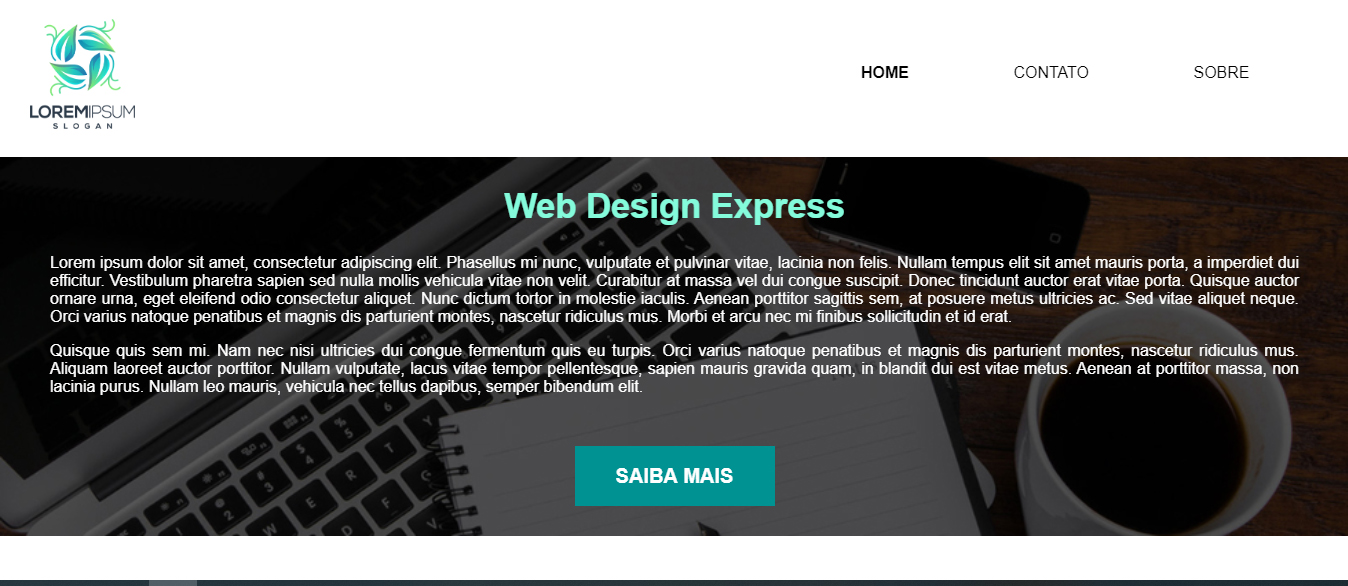 LOREMIPSUM
SLOGAN
HOME CONTATO SOBRE
Web Design Express
Lorem ipsum dolor sit amet, consectetur adipiscing elit. Phasellus mi nunc, vulputate et pulvinar vitae, lacinia non felis. Nullam tempus elit sit amet mauris porta, a imperdiet dui
efficitur. Vestibulum pharetra sapien sed nulla mollis vehicula vitae non velit. Curabitur at massa vel dui congue suscipit. Donec tincidunt auctor erat vitae porta. Quisque auctor
ornare urna, eget eleifend odio consectetur aliquet. Nunc dictum tortor in molestie iaculis. Aenean porttitor sagittis sem, at posuere metus ultricies ac. Sed vitae aliquet neque.
Orci varius natoque penatibus et magnis dis parturient montes, nascetur ridiculus mus. Morbi et arcu nec mi finibus sollicitudin et id erat.
Quisque quis sem mi. Nam nec nisi ultricies dui congue fermentum quis eu turpis. Orci varius natoque penatibus et magnis dis parturient montes, nascetur ridiculus mus.
Aliquam laoreet auctor porttitor. Nullam vulputate, lacus vitae tempor pellentesque, sapien mauris gravida quam, in blandit dui est vitae metus. Aenean at porttitor massa, non
lacinia purus. Nullam leo mauris, vehicula nec tellus dapibus, semper bibendum elit.
SAIBA MAIS